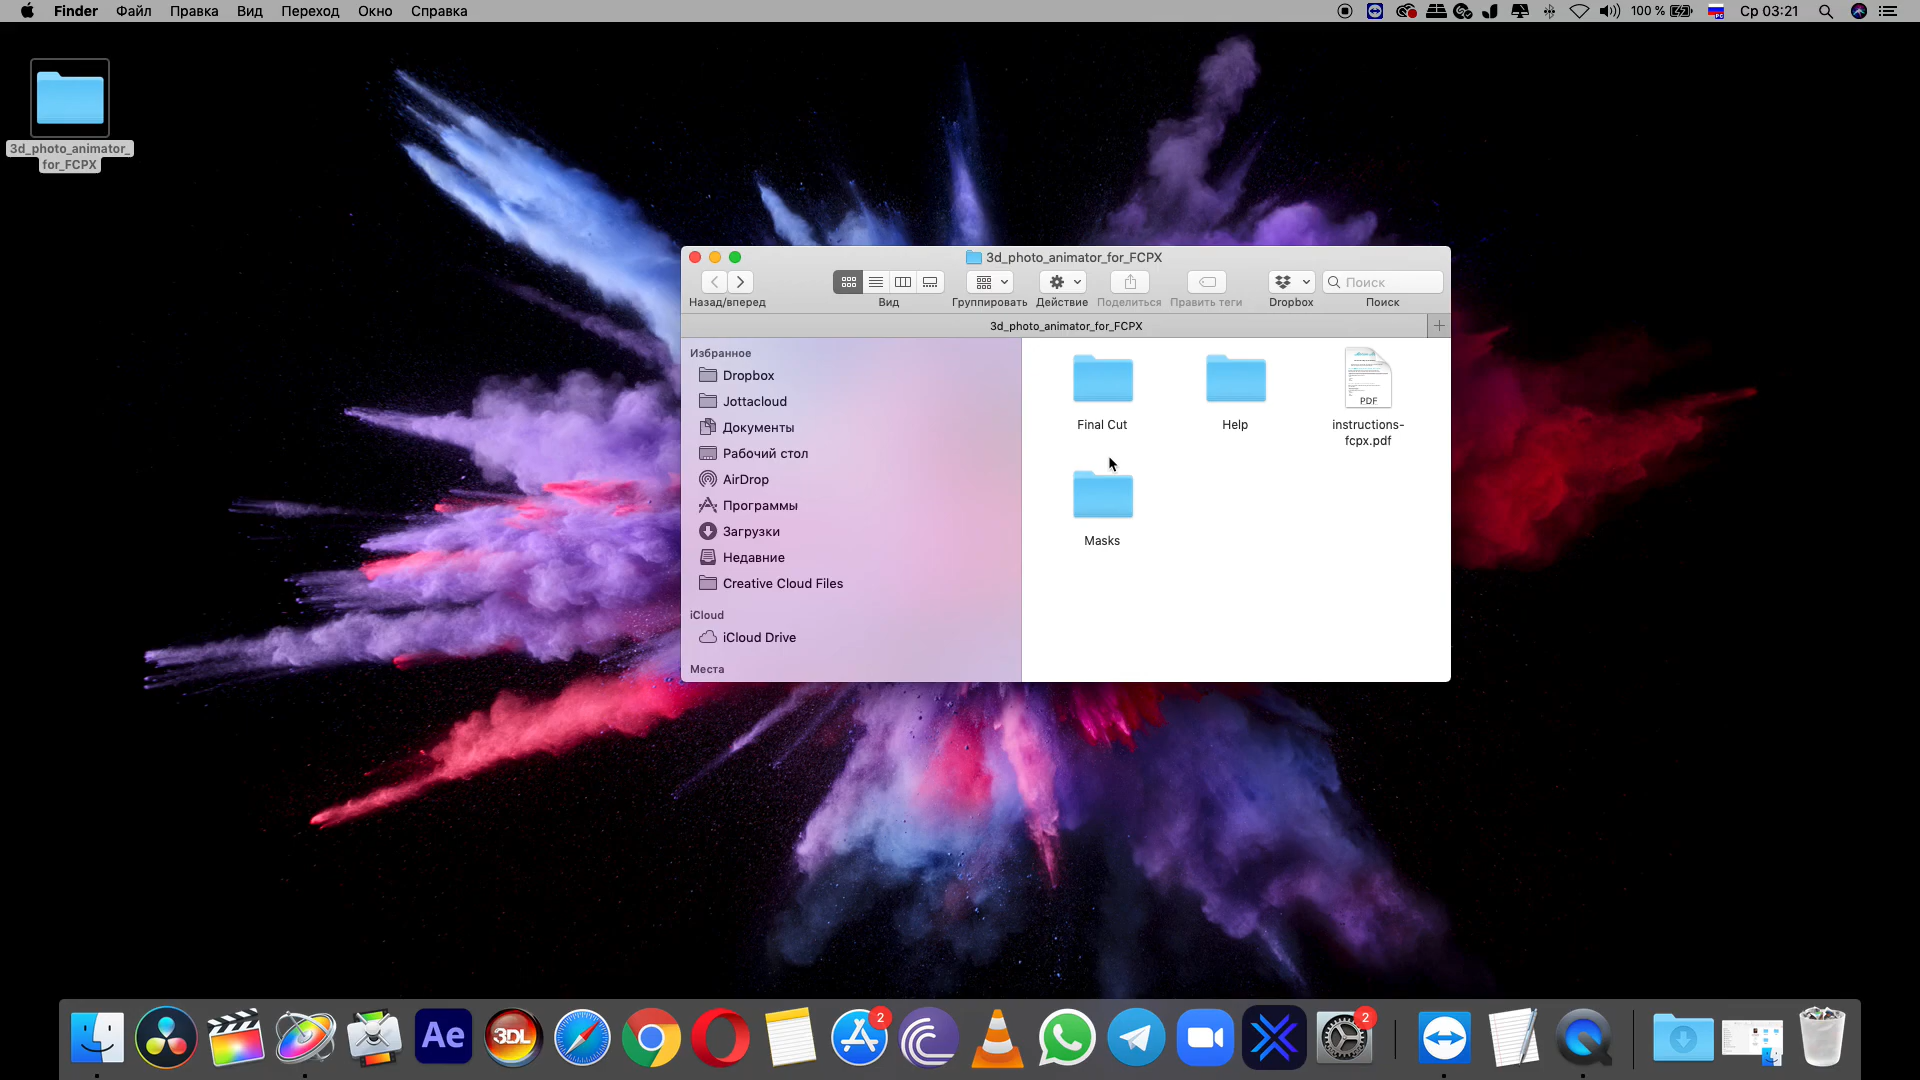 Finder Файл Правка Вид Переход Окно Справка 100 % Ср 03:21
3d_photo_animator_
for_FCPX
3d_photo_animator_for_FCPX
Поиск
Назад/вперед Вид Группировать Действие Поделиться Править теги Dropbox Поиск
3d_photo_animator_for_FCPX
Избранное
Dropbox
Jottacloud
Документы
Рабочий стол
AirDrop
Программы
Загрузки
Недавние
Creative Cloud Files
iCloud
iCloud Drive
Места
PDF
Final Cut Help instructions-
fcpx.pdf
Masks
Ae 3DL 2 2